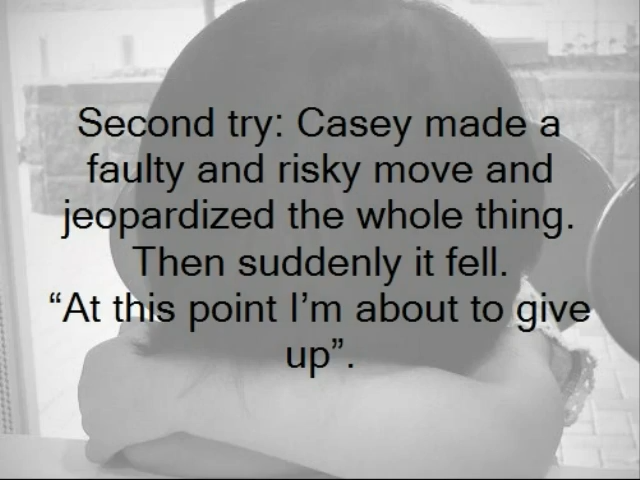 Second try: Casey made a
faulty and risky move and
jeopardized the whole thing.
Then suddenly it fell.
“At this point I’m about to give
up”.